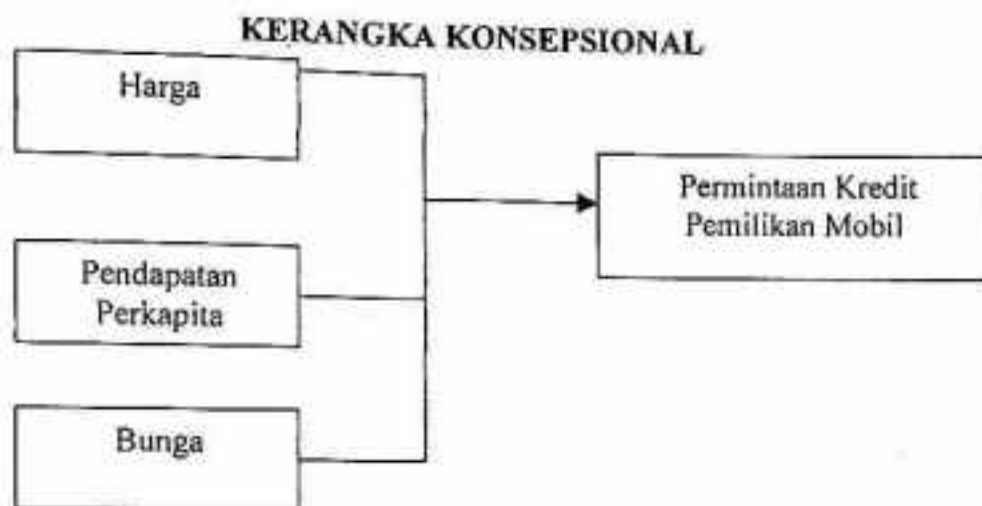 KERANGKA KONSEPSIONAL
Harga
Pendapatan
Perkapita
Bunga
Permintaan Kredit
Pemilikan Mobil